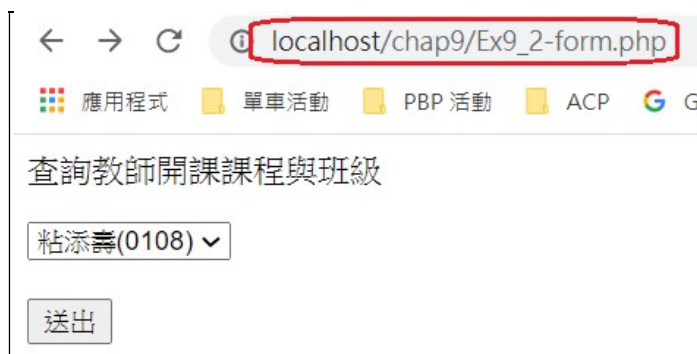 localhost/chap9/Ex9_2-form.php
應用程式 單車活動 PBP 活動 ACP G
查詢教師開課課程與班級
粘添壽(0108)
送出